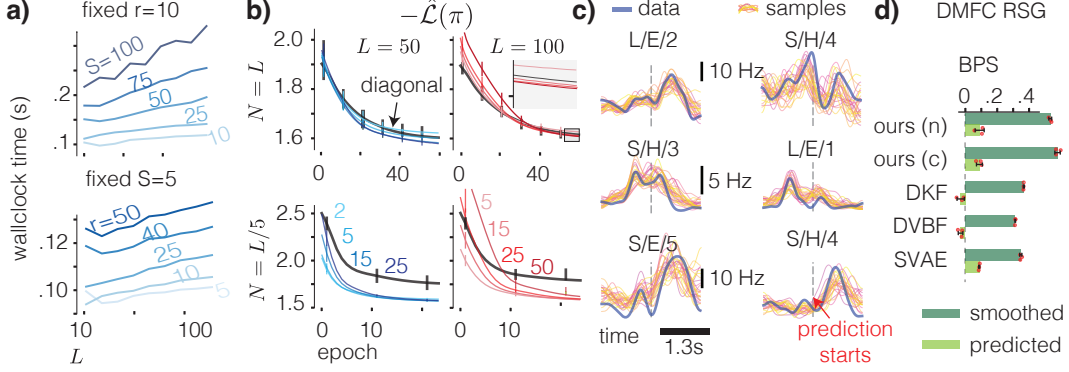 a)
fixed r=10
wallclock time (s)
.2
.1
S=100
75
50
25
10
fixed S=5
.12
.10
r=50
40
25
10
5
10
100
L
b)
−ℒ̂(π)
L = 50
L = 100
N = L
2.0
1.8
1.6
diagonal
0
40
0
40
N = L/5
2.5
2.0
1.5
2
5
15
25
5
15
25
50
0
10
0
10
epoch
c)
data
samples
L/E/2
S/H/4
10 Hz
S/H/3
L/E/1
5 Hz
S/E/5
S/H/4
10 Hz
time
1.3s
prediction
starts
d)
DMFC RSG
BPS
0
.4
ours (n)
ours (c)
DKF
DVBF
SVAE
smoothed
predicted